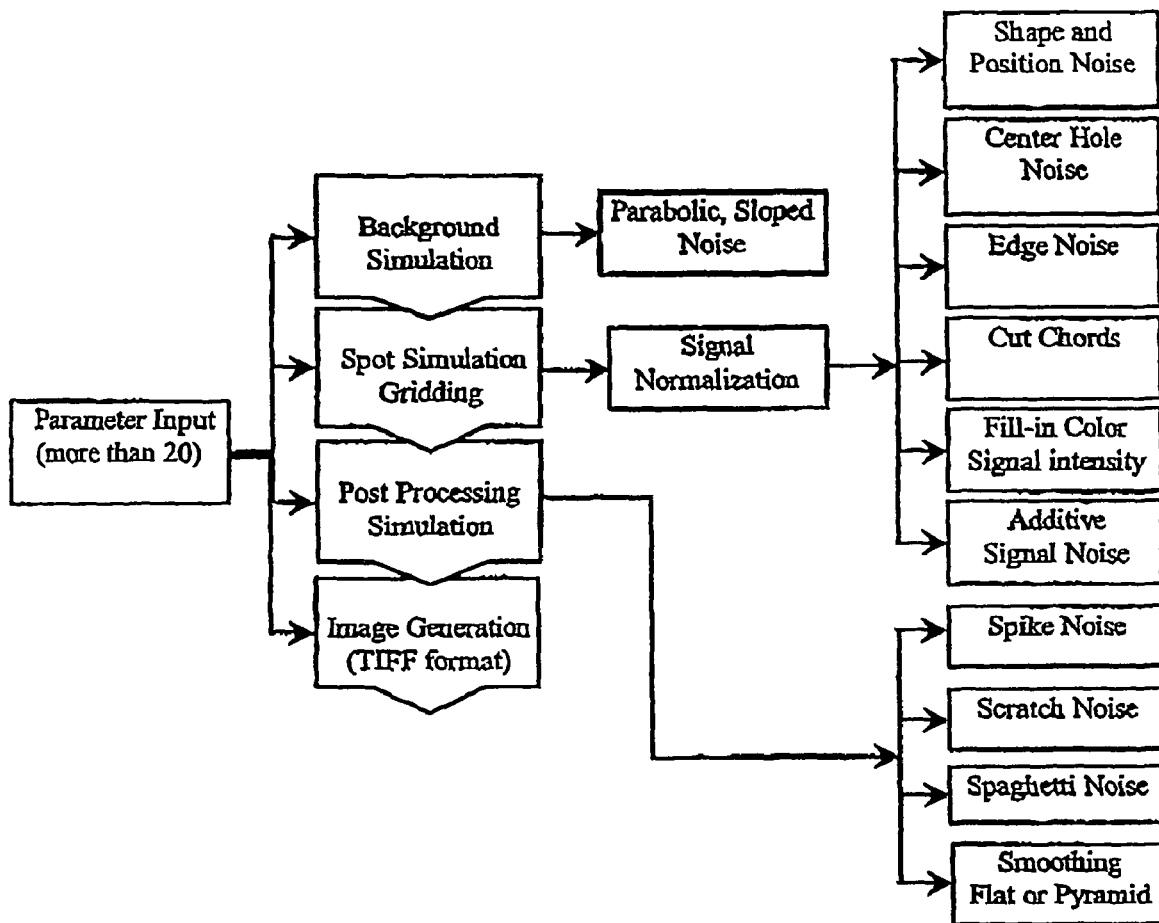 Parameter Input
(more than 20)
Background
Simulation
Spot Simulation
Gridding
Post Processing
Simulation
Image Generation
(TIFF format)
Parabolic, Sloped
Noise
Signal
Normalization
Shape and
Position Noise
Center Hole
Noise
Edge Noise
Cut Chords
Fill-in Color
Signal intensity
Additive
Signal Noise
Spike Noise
Scratch Noise
Spaghetti Noise
Smoothing
Flat or Pyramid